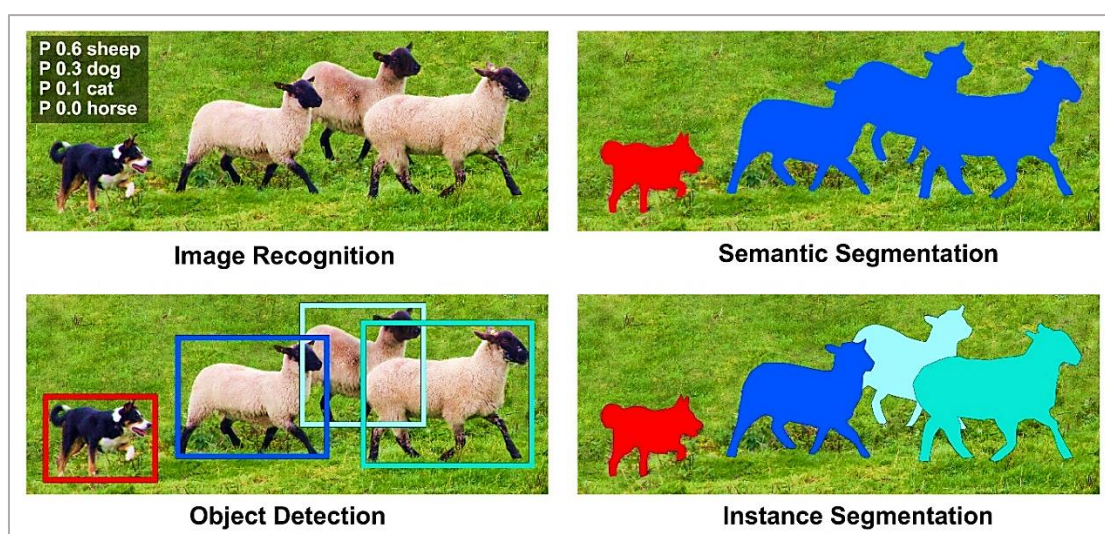 P 0.6 sheep
P 0.3 dog
P 0.1 cat
P 0.0 horse
Image Recognition
Semantic Segmentation
Object Detection
Instance Segmentation